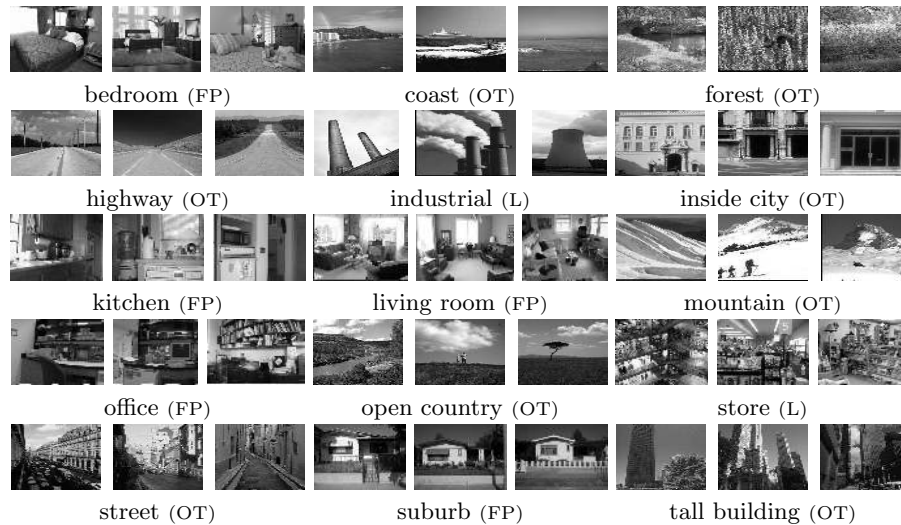 bedroom (FP) coast (OT) forest (OT)
highway (OT) industrial (L) inside city (OT)
kitchen (FP) living room (FP) mountain (OT)
office (FP) open country (OT) store (L)
street (OT) suburb (FP) tall building (OT)